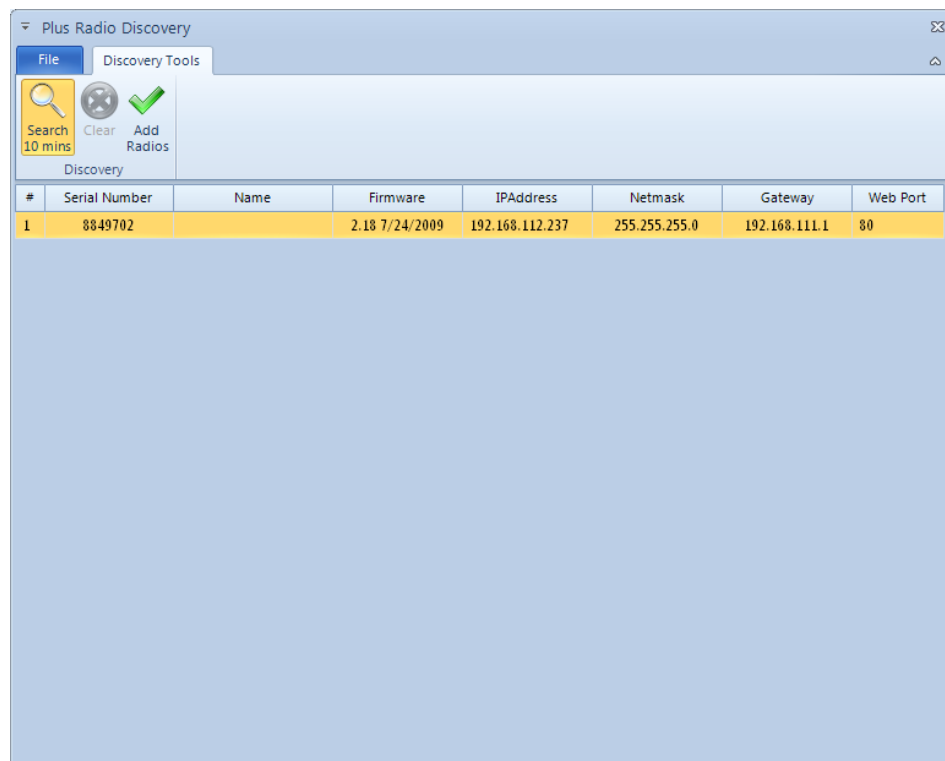 Plus Radio Discovery
File Discovery Tools
Search 10 mins
Clear
Add Radios
Discovery
# Serial Number Name Firmware IPAddress Netmask Gateway Web Port
1 8849702 2.18 7/24/2009 192.168.112.237 255.255.255.0 192.168.111.1 80